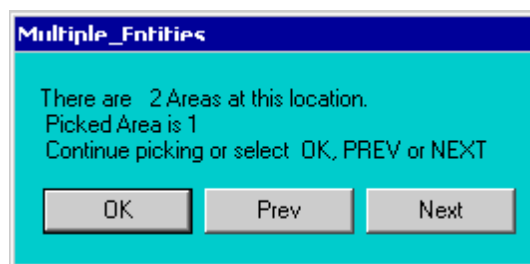 Multiple_Entities
There are 2 Areas at this location.
Picked Area is 1
Continue picking or select OK, PREV or NEXT
OK Prev Next